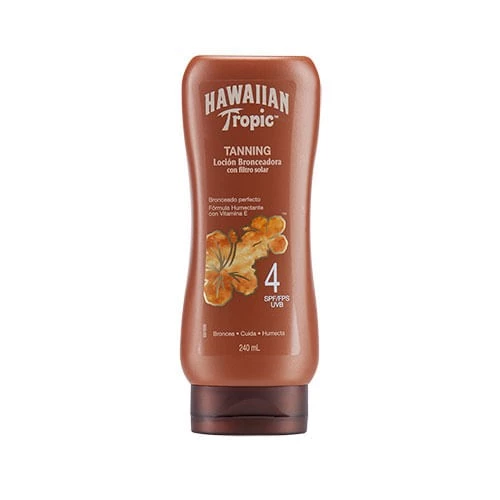 HAWAIIAN
Tropic™
TANNING
Loción Bronceadora
con filtro solar
Bronceado perfecto
Fórmula Humectante
con Vitamina E
4
SPF/FPS
UVB
Broncea • Cuida • Humecta
240 mL